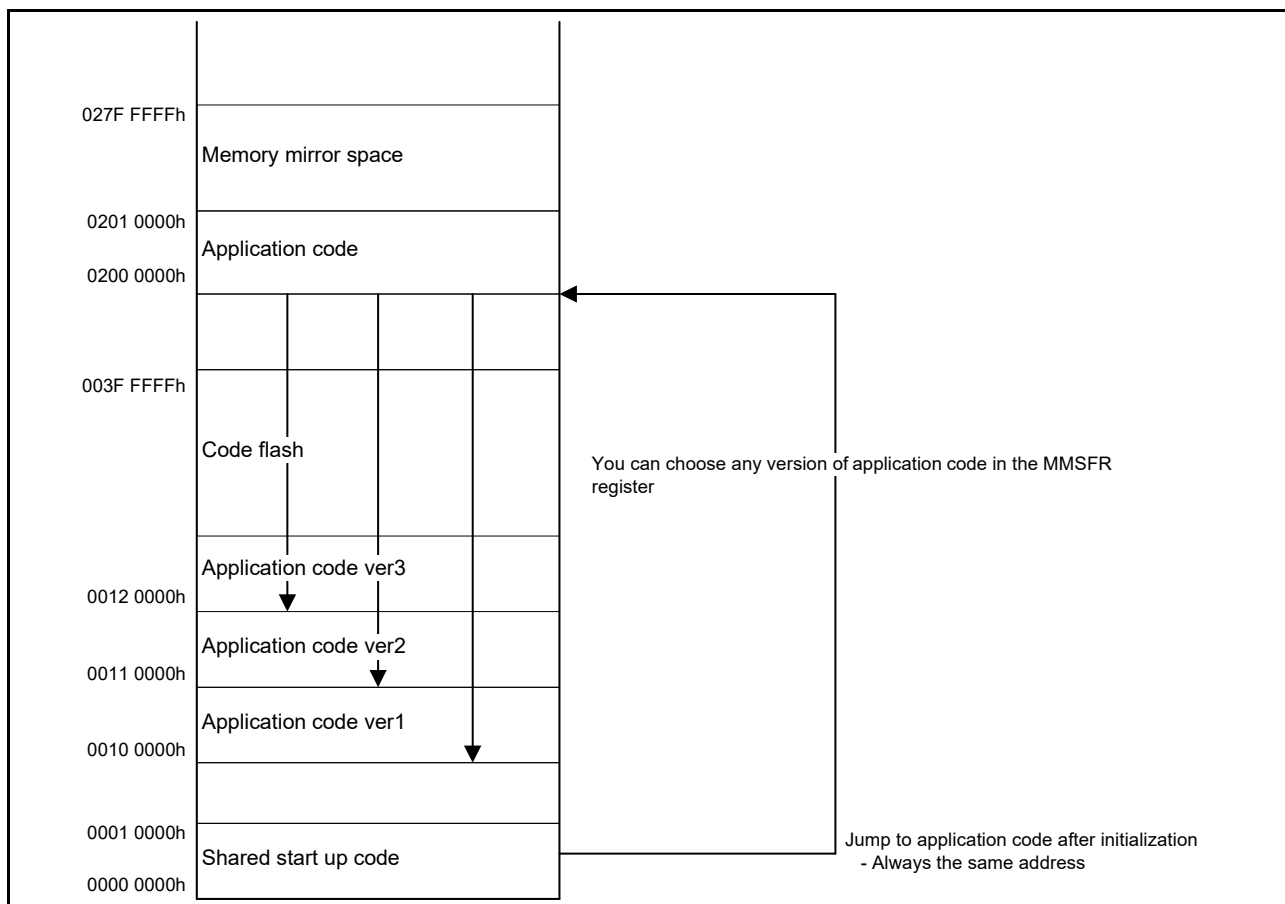 027F FFFFh
Memory mirror space
0201 0000h
Application code
0200 0000h
003F FFFFh
Code flash
You can choose any version of application code in the MMSFR
register
Application code ver3
0012 0000h
Application code ver2
0011 0000h
Application code ver1
0010 0000h
0001 0000h
Jump to application code after initialization
Shared start up code
- Always the same address
0000 0000h